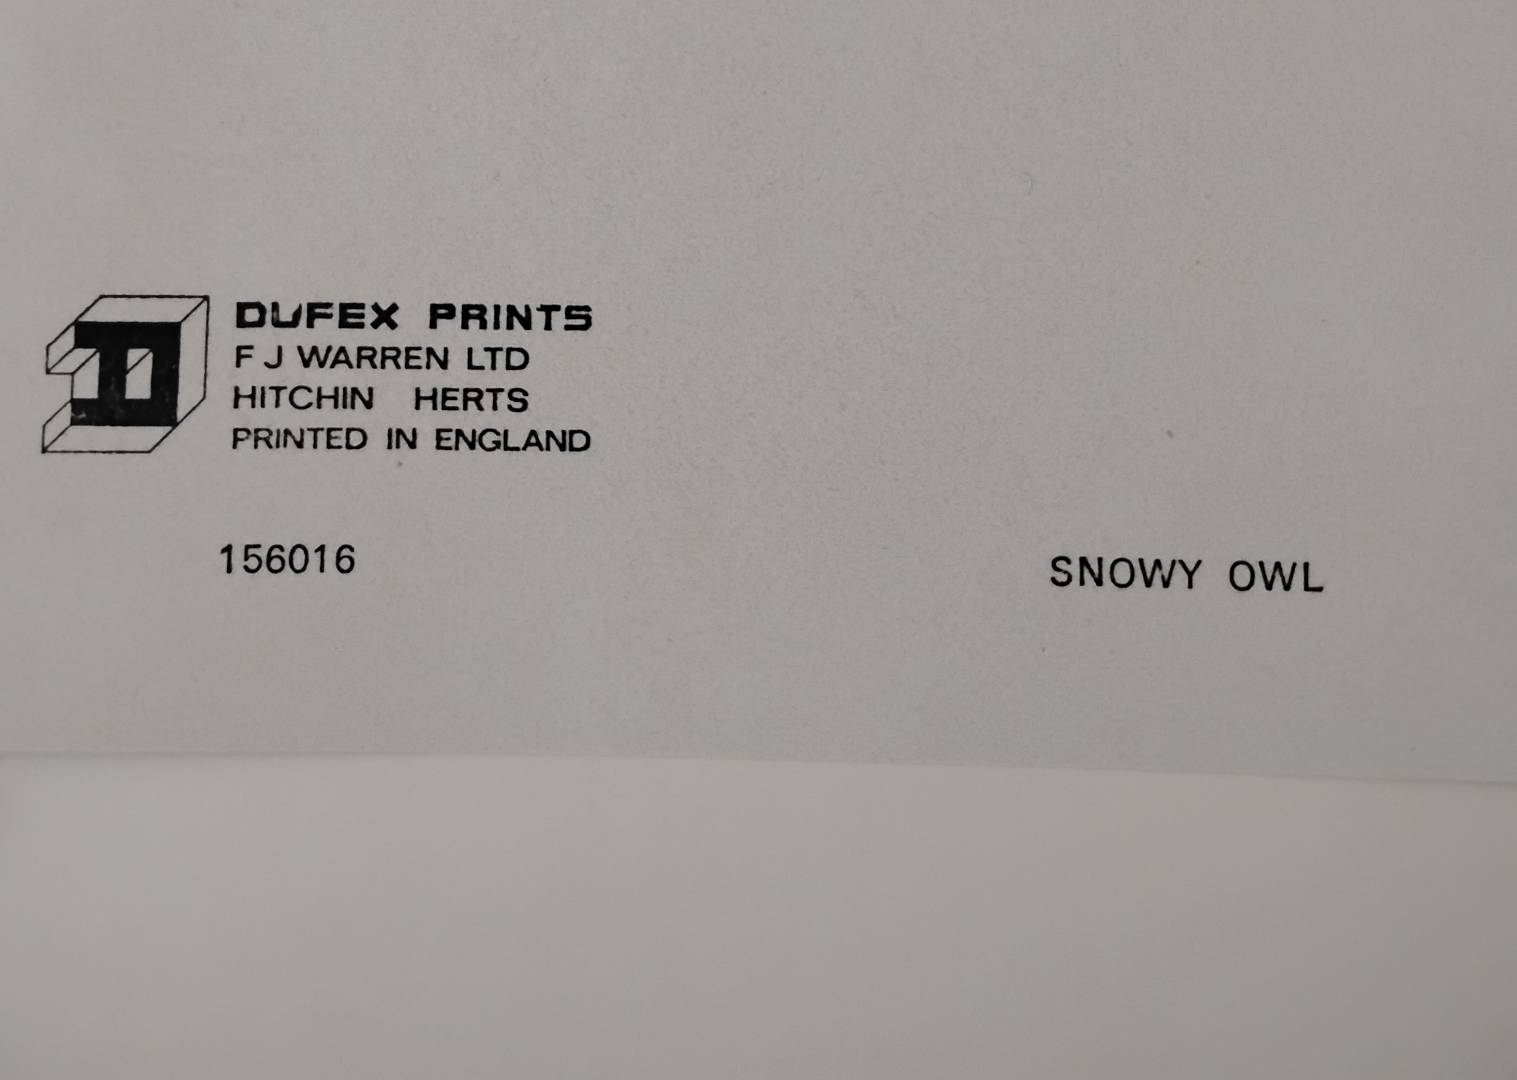 D
DUFEX PRINTS
F J WARREN LTD
HITCHIN HERTS
PRINTED IN ENGLAND
156016
SNOWY OWL